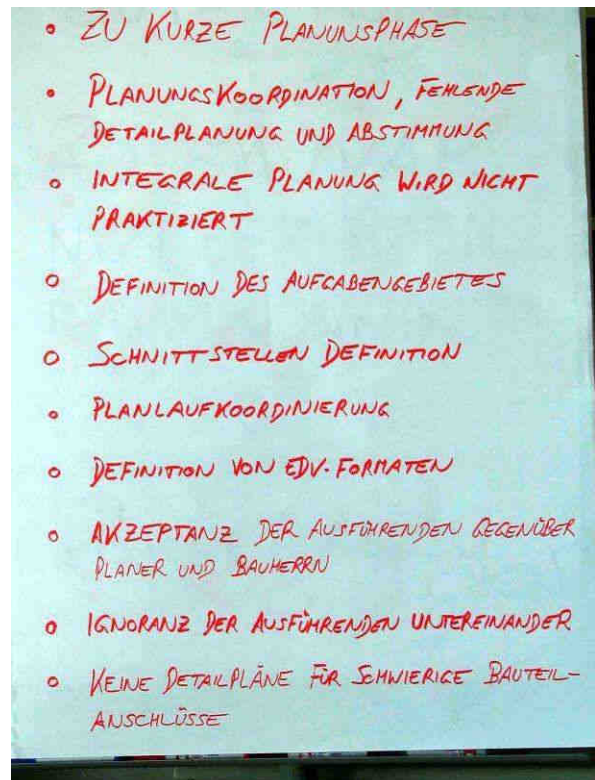 • ZU KURZE PLANUNSPHASE
• PLANUNGSKOORDINATION, FEHLENDE
DETAILPLANUNG UND ABSTIMMUNG
• INTEGRALE PLANUNG WIRD NICHT
PRAKTIZIERT
• DEFINITION DES AUFGABENGEBIETES
• SCHNITTSTELLEN DEFINITION
• PLANLAUFKOORDINIERUNG
• DEFINITION VON EDV-FORMATEN
• AKZEPTANZ DER AUSFÜHRENDEN GEGENÜBER
PLANER UND BAUHERRN
• IGNORANZ DER AUSFÜHRENDEN UNTEREINANDER
• KEINE DETAILPLÄNE FÜR SCHWIERIGE BAUTEIL-
ANSCHLÜSSE